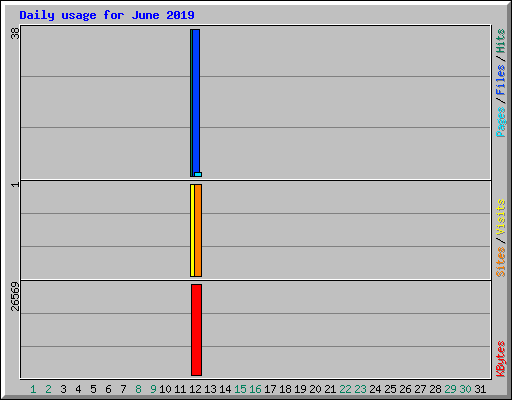 Daily usage for June 2019
38
Pages/Files/Hits
1
Sites/Visits
26569
KBytes
1 2 3 4 5 6 7 8 9 10 11 12 13 14 15 16 17 18 19 20 21 22 23 24 25 26 27 28 29 30 31